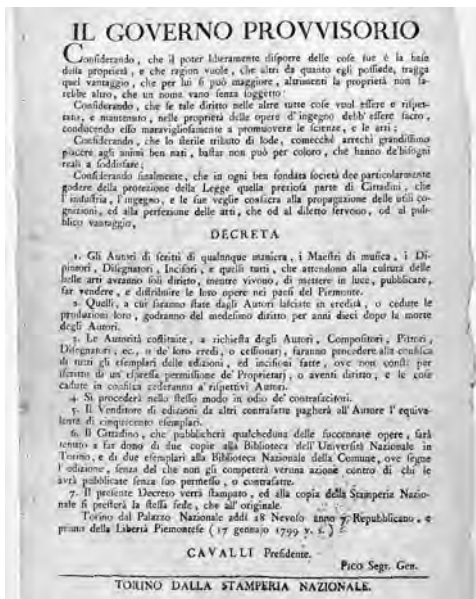 IL GOVERNO PROVVISORIO
Considerando, che il poter liberamente disporre delle cose sue è la base
della proprietà, e che ragion vuole, che altri da quanto egli possiede, tragga
quel vantaggio, che per lui si può maggiore, altrimenti la proprietà non sa-
rebbe altro, che un nome vano senza soggetto:
Considerando, che se tale diritto nelle altre tutte cose vuol essere e rispet-
tato, e mantenuto, nelle proprietà delle opere d'ingegno debb' essere sacro,
conducendo esso maravigliosamente a promuovere le scienze, e le arti;
Considerando, che lo sterile tributo di lode, comecchè arrechi grandissimo
piacere agli animi ben nati, bastar non può per coloro, che hanno de' bisogni
reali a soddisfare;
Considerando finalmente, che in ogni ben fondata società dee particolarmente
godere della protezione della Legge quella preziosa parte di Cittadini, che
l'industria, l'ingegno, e le sue veglie consacra alla propagazione delle utili co-
gnizioni, ed alla perfezione delle arti, che od al diletto servono, od al pub-
blico vantaggio,
DECRETA
1. Gli Autori di scritti di qualunque maniera, i Maestri di musica, i Di-
pintori, Disegnatori, Incisori, e quelli tutti, che attendono alla cultura delle
belle arti avranno soli diritto, mentre vivono, di mettere in luce, pubblicare,
far vendere, e distribuire le loro opere nei paesi del Piemonte.
2. Quelli, a cui saranno state dagli Autori lasciate in eredità, o cedute le
produzioni loro, godranno del medesimo diritto per anni dieci dopo la morte
degli Autori.
3. Le Autorità costituite, a richiesta degli Autori, Compositori, Pittori,
Disegnatori, ec., o de' loro eredi, o cessionari, faranno procedere alla confisca
di tutti gli esemplari delle edizioni, ed incisioni fatte, ove non consti per
iscritto di un' espressa permissione de' Proprietarj, o aventi diritto, e le cose
cadute in confisca cederanno a' rispettivi Autori.
4. Si procederà nello stesso modo in odio de' contrafacitori.
5. Il Venditore di edizioni da altri contrafatte pagherà all' Autore l' equiva-
lente di cinquecento esemplari.
6. Il Cittadino, che pubblicherà qualcheduna delle succennate opere, sarà
tenuto a far dono di due copie alla Biblioteca dell' Università Nazionale in
Torino, e di due esemplari alla Biblioteca Nazionale della Comune, ove segue
l' edizione, senza del che non gli competerà veruna azione contro di chi le
avrà pubblicate senza suo permesso, o contrafatte.
7. Il presente Decreto verrà stampato, ed alla copia della Stamperia Nazio-
nale si presterà la stessa fede, che all' originale.
Torino dal Palazzo Nazionale addì 28 Nevoso anno 7. Repubblicano, e
primo della Libertà Piemontese (17 gennajo 1799 v. s.)
CAVALLI Presidente.
Pico Segr. Gen.
TORINO DALLA STAMPERIA NAZIONALE.